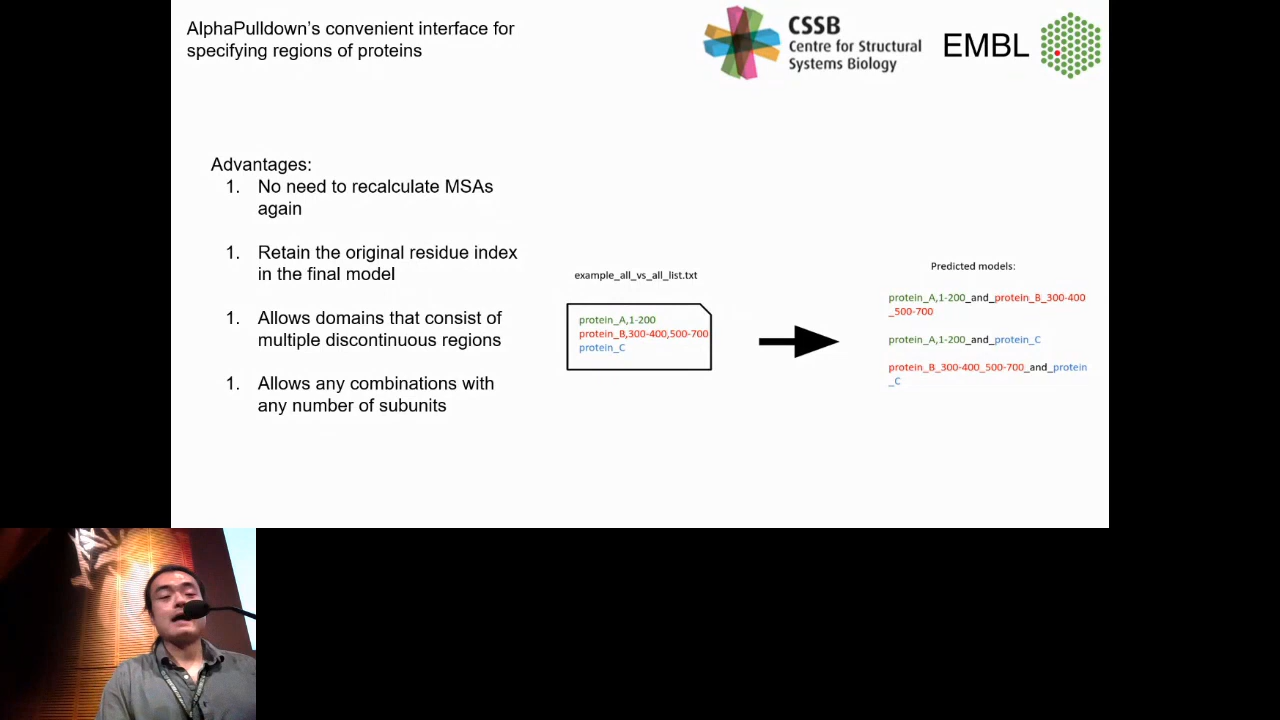 AlphaPulldown's convenient interface for
specifying regions of proteins
CSSB
Centre for Structural
Systems Biology
EMBL
Advantages:
1. No need to recalculate MSAs
again
1. Retain the original residue index
in the final model
1. Allows domains that consist of
multiple discontinuous regions
1. Allows any combinations with
any number of subunits
example_all_vs_all_list.txt
protein_A,1-200
protein_B,300-400,500-700
protein_C
Predicted models:
protein_A,1-200_and_protein_B_300-400
_500-700
protein_A,1-200_and_protein_C
protein_B_300-400_500-700_and_protein
_C